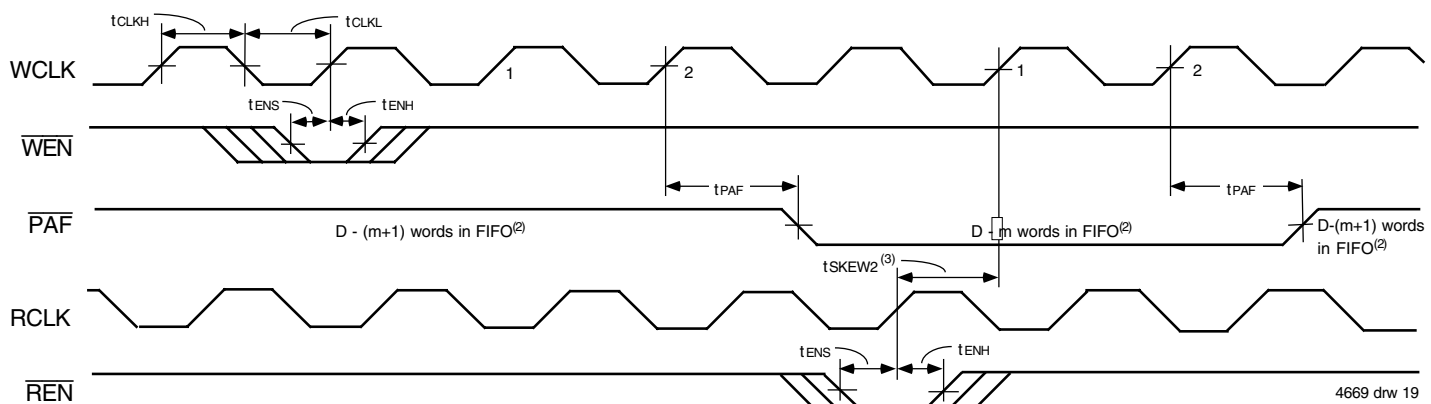 tCLKH tCLKL
WCLK 1 2 1 2
tENS tENH
WEN
tPAF tPAF
PAF D - (m+1) words in FIFO(2) D - m words in FIFO(2) D-(m+1) words
in FIFO(2)
tSKEW2(3)
RCLK
tENS tENH
REN
4669 drw 19